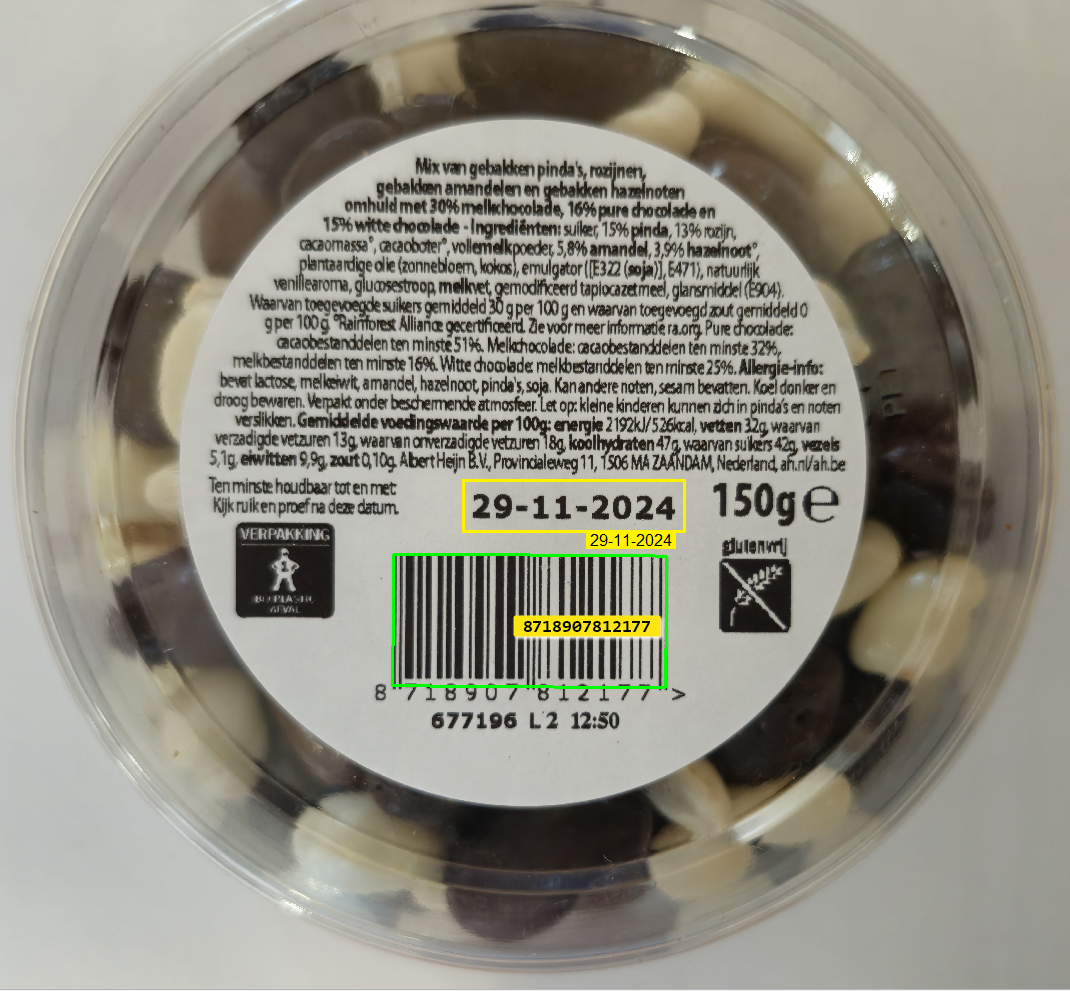 Mix van gebakken pinda's, rozijnen,
gebakken amandelen en gebakken hazelnoten
omhuld met 30% melkchocolade, 16% pure chocolade en
15% witte chocolade - Ingrediënten: suiker, 15% pinda, 13% rozijn,
cacaomassa°, cacaoboter°, vollemelkpoeder, 5,8% amandel, 3,9% hazelnoot°,
plantaardige olie (zonnebloem, kokos), emulgator ([E322 (soja)], E471), natuurlijk
vanillearoma, glucosestroop, melkvet, gemodificeerd tapiocazetmeel, glansmiddel (E904).
Waarvan toegevoegde suikers gemiddeld 30 g per 100 g en waarvan toegevoegd zout gemiddeld 0
g per 100 g. °Rainforest Alliance gecertificeerd. Zie voor meer informatie ra.org. Pure chocolade:
cacaobestanddelen ten minste 51%. Melkchocolade: cacaobestanddelen ten minste 32%,
melkbestanddelen ten minste 16%. Witte chocolade: melkbestanddelen ten minste 25%. Allergie-info:
bevat lactose, melkeiwit, amandel, hazelnoot, pinda's, soja. Kan andere noten, sesam bevatten. Koel donker en
droog bewaren. Verpakt onder beschermende atmosfeer. Let op: kleine kinderen kunnen zich in pinda's en noten
verslikken. Gemiddelde voedingswaarde per 100g: energie 2192kJ/526kcal, vetten 32g, waarvan
verzadigde vetzuren 13g, waarvan onverzadigde vetzuren 18g, koolhydraten 47g, waarvan suikers 42g, vezels
5,1g, eiwitten 9,9g, zout 0,10g. Albert Heijn B.V., Provincialeweg 11, 1506 MA ZAANDAM, Nederland, ah.nl/ah.be
Ten minste houdbaar tot en met:
Kijk ruik en proef na deze datum.
29-11-2024
150g ℮
29-11-2024
VERPAKKING
glutenvrij
8718907812177
8 718907 812177 >
677196 L 2 12:50